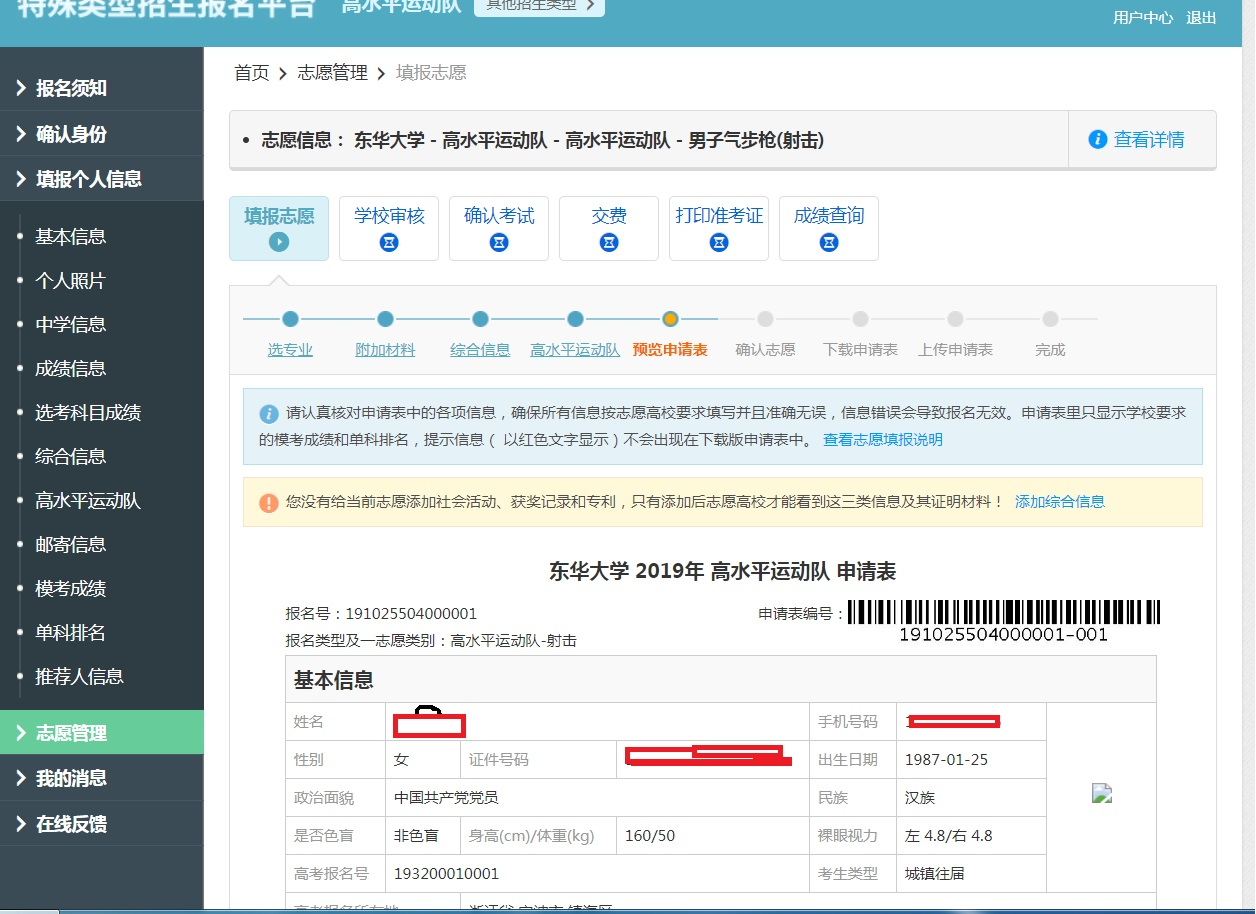 特殊类型招生报名平台 高水平运动队 其他招生类型
用户中心 退出
首页 志愿管理 填报志愿
报名须知
确认身份
填报个人信息
基本信息
个人照片
中学信息
成绩信息
选考科目成绩
综合信息
高水平运动队
邮寄信息
模考成绩
单科排名
推荐人信息
志愿管理
我的消息
在线反馈
志愿信息： 东华大学 - 高水平运动队 - 高水平运动队 - 男子气步枪(射击) 查看详情
填报志愿 学校审核 确认考试 交费 打印准考证 成绩查询
选专业 附加材料 综合信息 高水平运动队 预览申请表 确认志愿 下载申请表 上传申请表 完成
请认真核对申请表中的各项信息，确保所有信息按志愿高校要求填写并且准确无误，信息错误会导致报名无效。申请表里只显示学校要求
的模考成绩和单科排名，提示信息（ 以红色文字显示）不会出现在下载版申请表中。 查看志愿填报说明
您没有给当前志愿添加社会活动、获奖记录和专利，只有添加后志愿高校才能看到这三类信息及其证明材料！ 添加综合信息
东华大学 2019年 高水平运动队 申请表
报名号：191025504000001 申请表编号：
191025504000001-001
报名类型及一志愿类别：高水平运动队-射击
基本信息
姓名 手机号码
性别 女 证件号码 出生日期 1987-01-25
政治面貌 中国共产党党员 民族 汉族
是否色盲 非色盲 身高(cm)/体重(kg) 160/50 裸眼视力 左 4.8/右 4.8
高考报名号 193200010001 考生类型 城镇往届
高考报名所在地 浙江省 宁波市 镇海区